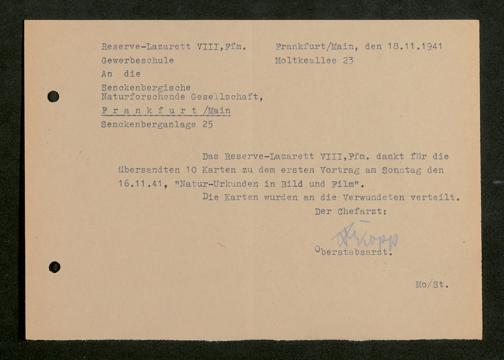 Reserve-Lazarett VIII,Ffm. Frankfurt/Main, den 18.11.1941
Gewerbeschule Moltkeallee 23
An die
Senckenbergische
Naturforschende Gesellschaft,
Frankfurt/Main
Senckenberganlage 25
Das Reserve-Lazarett VIII,Ffm. dankt für die
übersandten 10 Karten zu dem ersten Vortrag am Sonntag den
16.11.41, "Natur-Urkunden in Bild und Film".
Die Karten wurden an die Verwundeten verteilt.
Der Chefarzt:
Oberstabsarzt.
Mo/St.